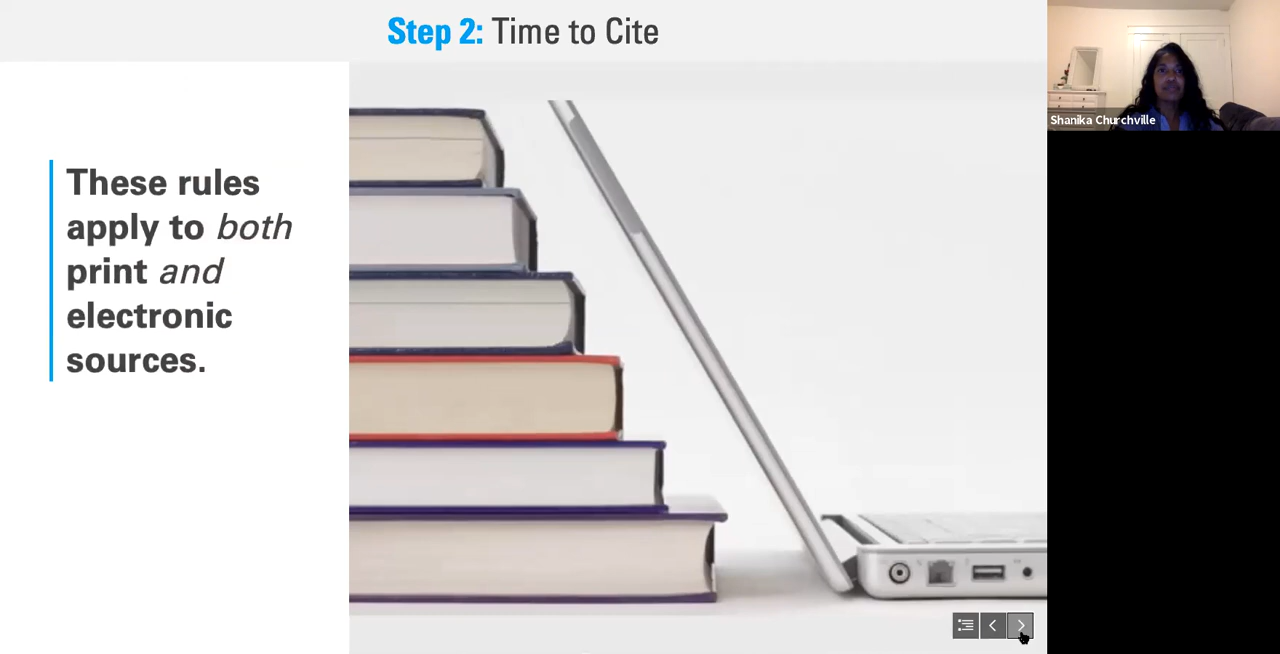 Step 2: Time to Cite
Shanika Churchville
These rules
apply to both
print and
electronic
sources.